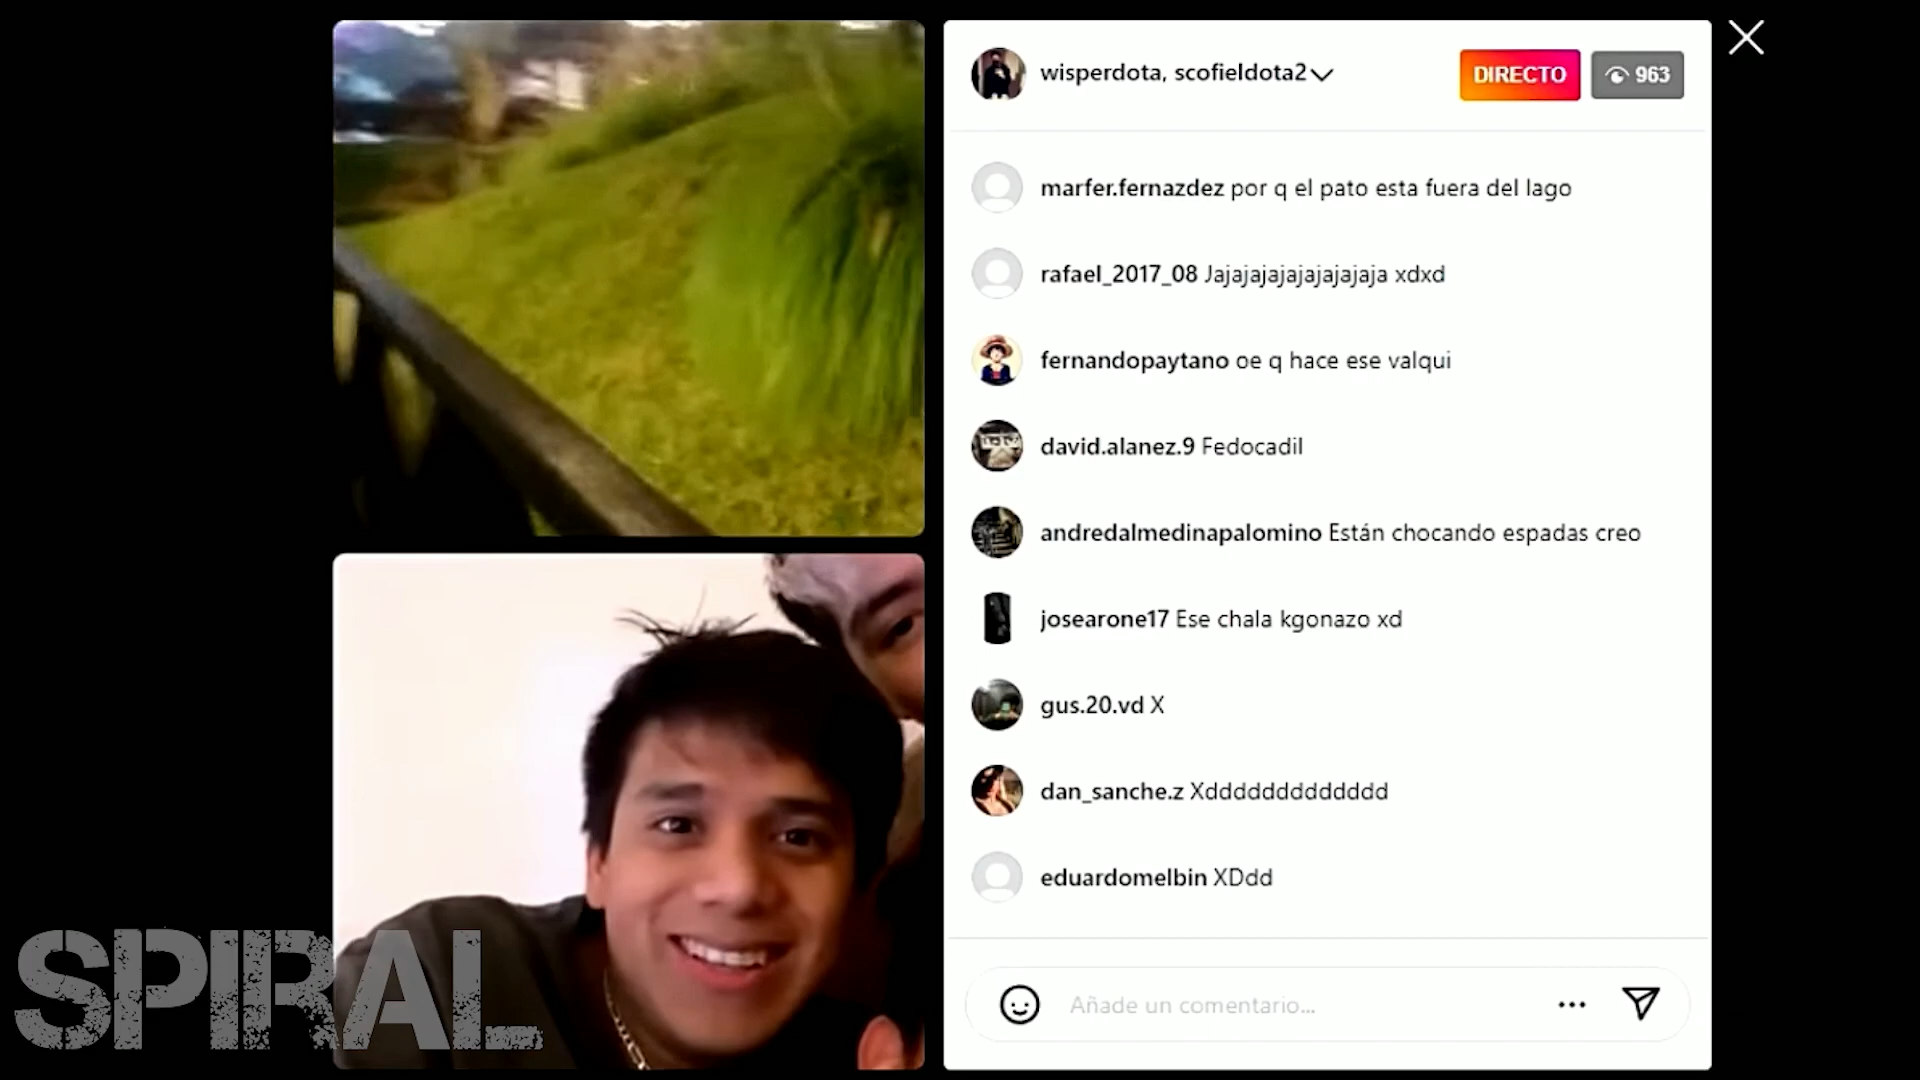 wisperdota, scofieldota2
DIRECTO
963
marfer.fernazdez por q el pato esta fuera del lago
rafael_2017_08 Jajajajajajajajajaja xdxd
fernandopaytano oe q hace ese valqui
david.alanez.9 Fedocadil
andredalmedinapalomino Están chocando espadas creo
josearone17 Ese chala kgonazo xd
gus.20.vd X
dan_sanche.z Xddddddddddddd
eduardomelbin XDdd
Añade un comentario...
SPIRAL